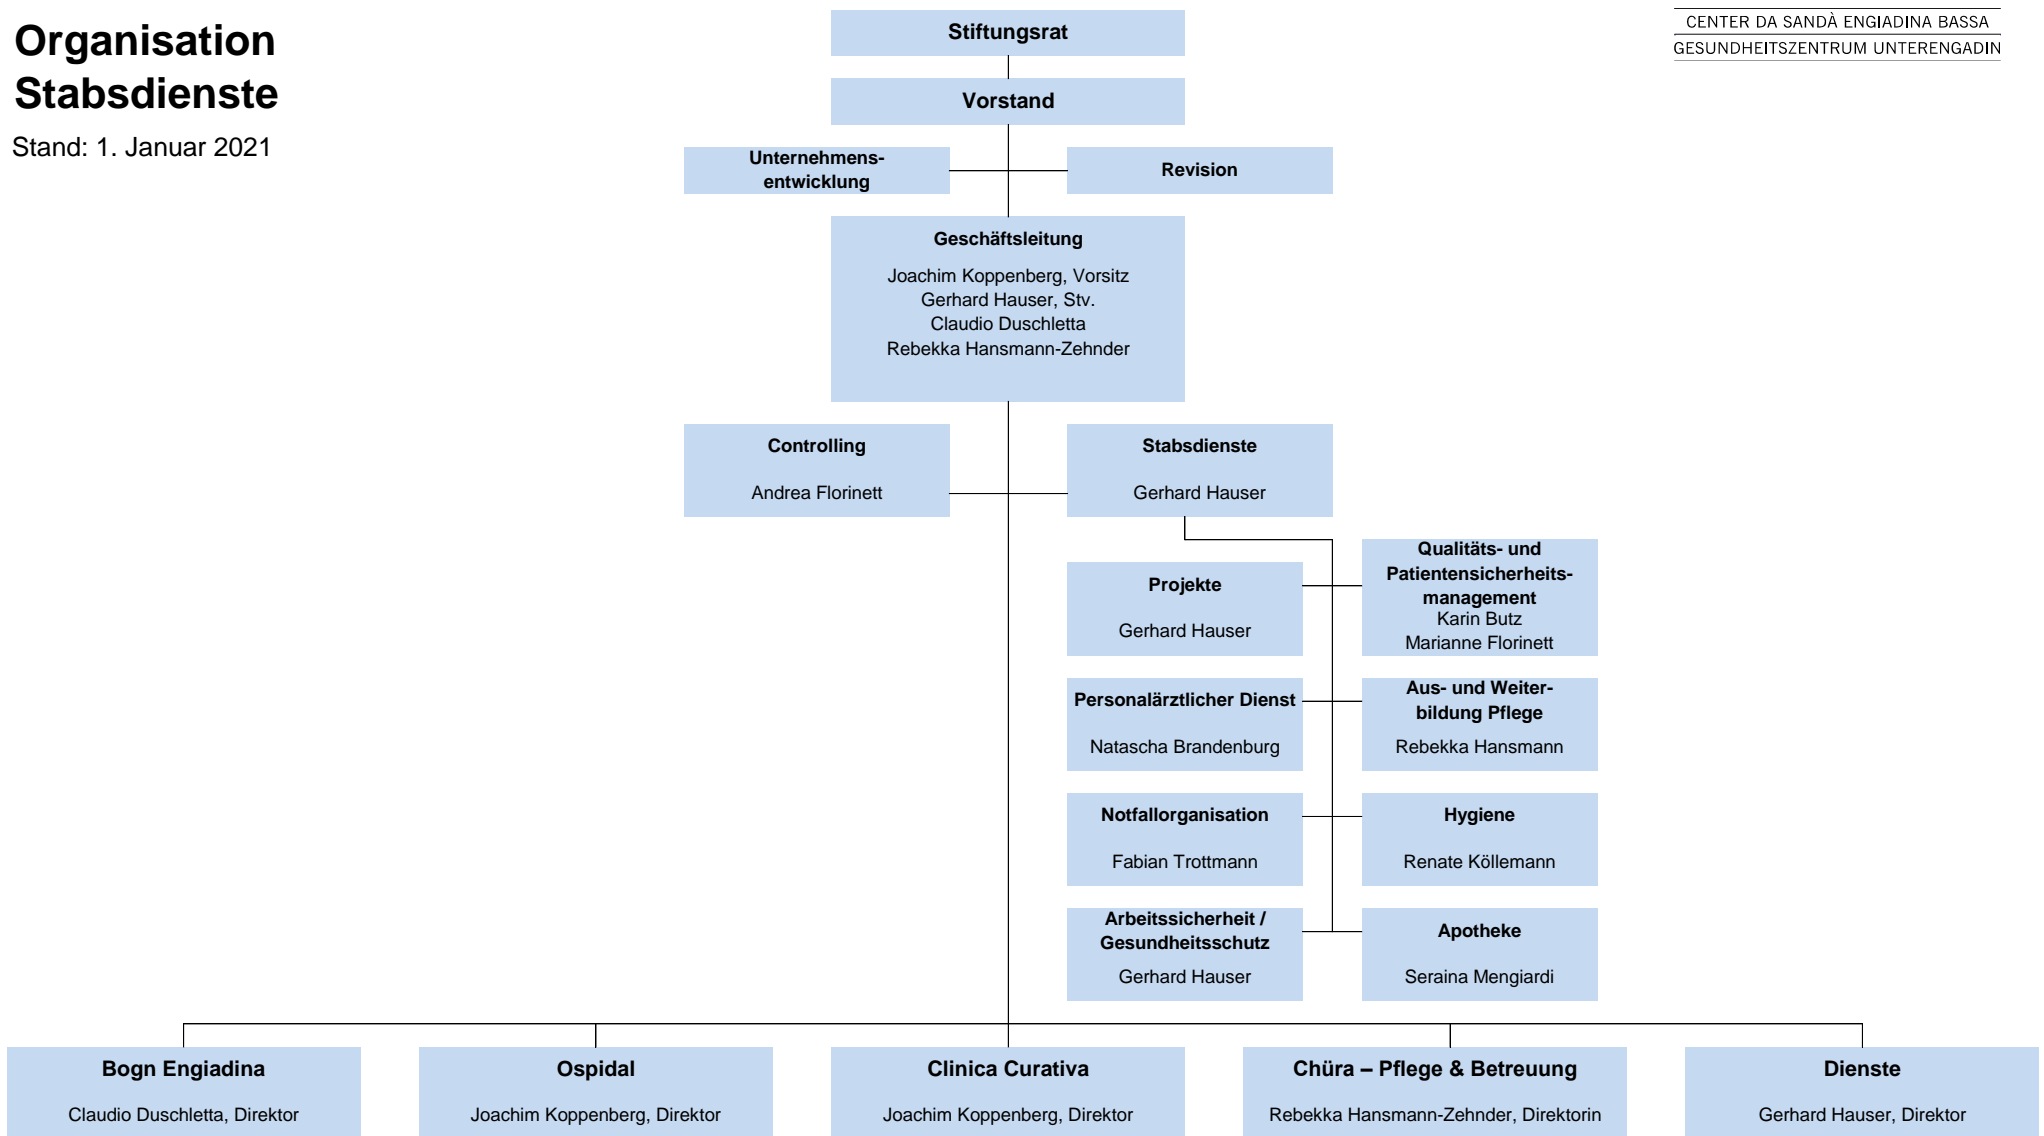 Organisation
Stabsdienste
Stand: 1. Januar 2021
CENTER DA SANDÀ ENGIADINA BASSA
GESUNDHEITSZENTRUM UNTERENGADIN
Stiftungsrat
Vorstand
Unternehmens-
entwicklung
Revision
Geschäftsleitung
Joachim Koppenberg, Vorsitz
Gerhard Hauser, Stv.
Claudio Duschletta
Rebekka Hansmann-Zehnder
Controlling
Andrea Florinett
Stabsdienste
Gerhard Hauser
Projekte
Gerhard Hauser
Qualitäts- und
Patientensicherheits-
management
Karin Butz
Marianne Florinett
Personalärztlicher Dienst
Natascha Brandenburg
Aus- und Weiter-
bildung Pflege
Rebekka Hansmann
Notfallorganisation
Fabian Trottmann
Hygiene
Renate Köllemann
Arbeitssicherheit /
Gesundheitsschutz
Gerhard Hauser
Apotheke
Seraina Mengiardi
Bogn Engiadina
Claudio Duschletta, Direktor
Ospidal
Joachim Koppenberg, Direktor
Clinica Curativa
Joachim Koppenberg, Direktor
Chüra – Pflege & Betreuung
Rebekka Hansmann-Zehnder, Direktorin
Dienste
Gerhard Hauser, Direktor